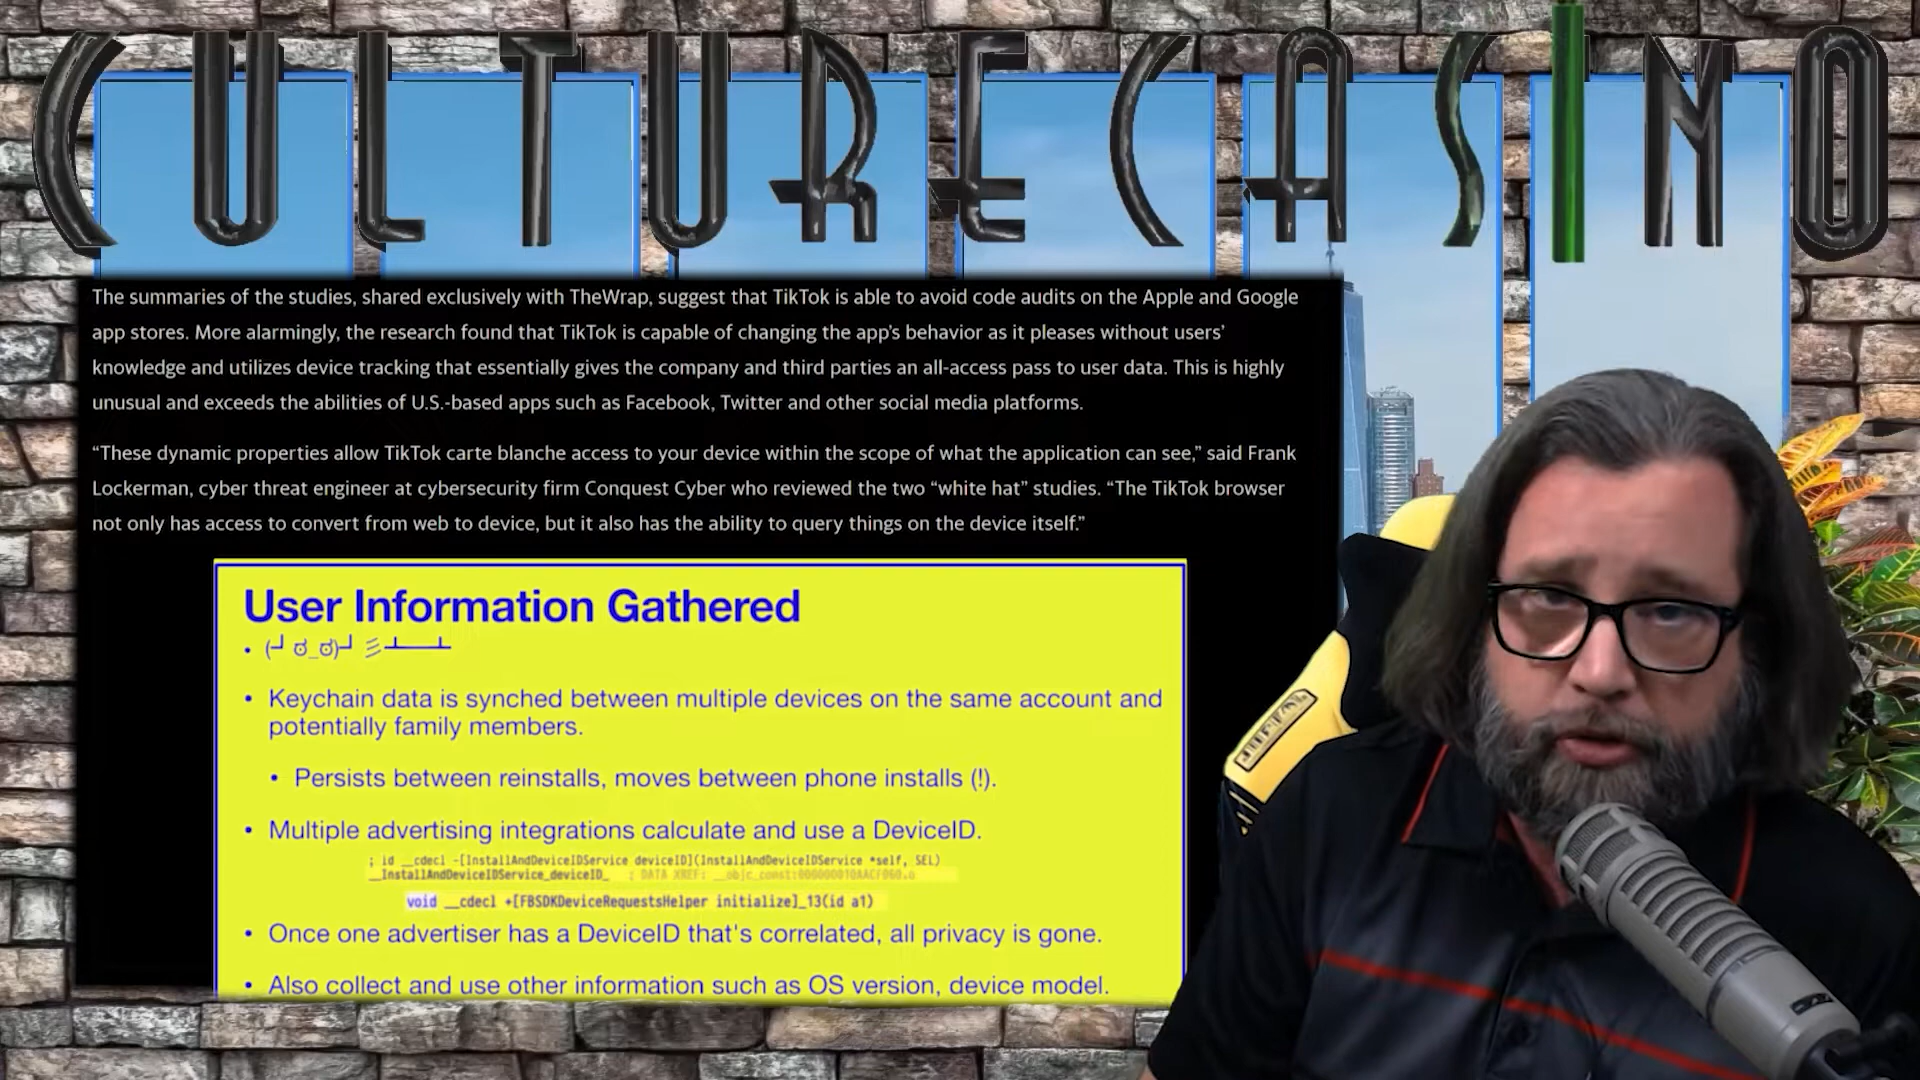 CULTURE CASINO
The summaries of the studies, shared exclusively with TheWrap, suggest that TikTok is able to avoid code audits on the Apple and Google
app stores. More alarmingly, the research found that TikTok is capable of changing the app's behavior as it pleases without users'
knowledge and utilizes device tracking that essentially gives the company and third parties an all-access pass to user data. This is highly
unusual and exceeds the abilities of U.S.-based apps such as Facebook, Twitter and other social media platforms.
“These dynamic properties allow TikTok carte blanche access to your device within the scope of what the application can see,” said Frank
Lockerman, cyber threat engineer at cybersecurity firm Conquest Cyber who reviewed the two “white hat” studies. “The TikTok browser
not only has access to convert from web to device, but it also has the ability to query things on the device itself.”
User Information Gathered
• (┘ಠ_ಠ)┘彡┻━┻
• Keychain data is synched between multiple devices on the same account and
potentially family members.
• Persists between reinstalls, moves between phone installs (!).
• Multiple advertising integrations calculate and use a DeviceID.
; id __cdecl -[InstallAndDeviceIDService deviceID](InstallAndDeviceIDService *self, SEL)
__InstallAndDeviceIDService_deviceID_ ; DATA XREF:
void __cdecl +[FBSDKDeviceRequestsHelper initialize]_13(id a1)
• Once one advertiser has a DeviceID that's correlated, all privacy is gone.
• Also collect and use other information such as OS version, device model.